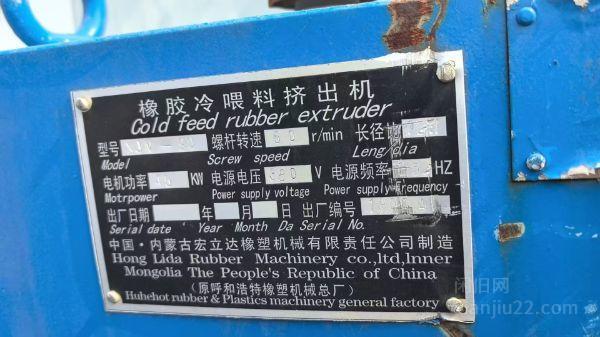 橡胶冷喂料挤出机
Cold feed rubber extruder
型号 螺杆转速 60 r/min 长径比
Model Screw speed Leng/dia
电机功率 KW 电源电压 380 V 电源频率 HZ
Motrpower Power supply voltage Power supply frequency
出厂日期 年 月 日 出厂编号
Serial date Year Month Da Serial No.
中国·内蒙古宏立达橡塑机械有限责任公司制造
Hong Lida Rubber Machinery co.,ltd,Inner
Mongolia The People's Republic of China
(原呼和浩特橡塑机械总厂)
Huhehot rubber & Plastics machinery general factory
闲旧网
xianjiu22.com